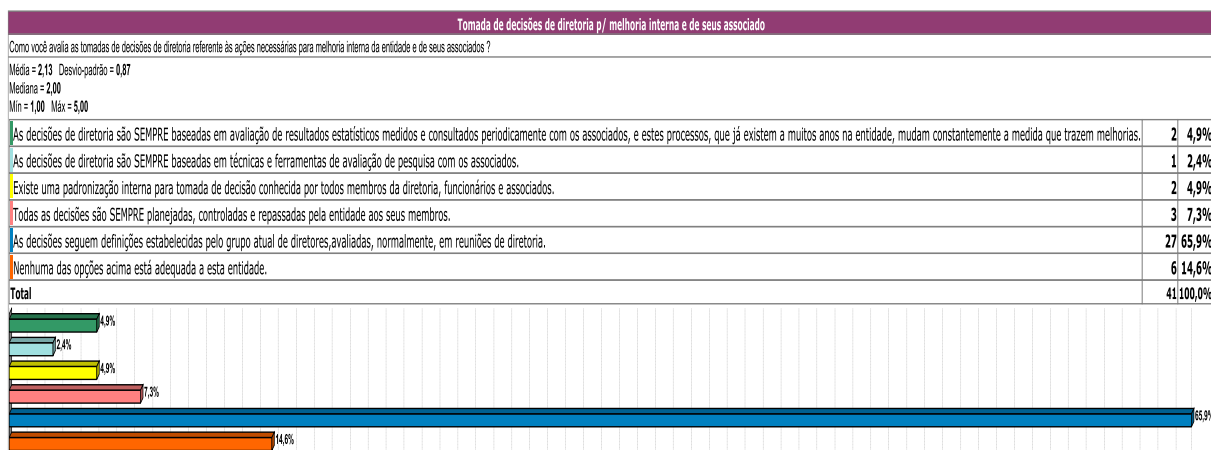 Tomada de decisões de diretoria p/ melhoria interna e de seus associado
Como você avalia as tomadas de decisões de diretoria referente às ações necessárias para melhoria interna da entidade e de seus associados ?
Média = 2,13 Desvio-padrão = 0,87
Mediana = 2,00
Min = 1,00 Máx = 5,00
As decisões de diretoria são SEMPRE baseadas em avaliação de resultados estatísticos medidos e consultados periodicamente com os associados, e estes processos, que já existem a muitos anos na entidade, mudam constantemente a medida que trazem melhorias. 2 4,9%
As decisões de diretoria são SEMPRE baseadas em técnicas e ferramentas de avaliação de pesquisa com os associados. 1 2,4%
Existe uma padronização interna para tomada de decisão conhecida por todos membros da diretoria, funcionários e associados. 2 4,9%
Todas as decisões são SEMPRE planejadas, controladas e repassadas pela entidade aos seus membros. 3 7,3%
As decisões seguem definições estabelecidas pelo grupo atual de diretores,avaliadas, normalmente, em reuniões de diretoria. 27 65,9%
Nenhuma das opções acima está adequada a esta entidade. 6 14,6%
Total 41 100,0%
4,9%
2,4%
4,9%
7,3%
65,9%
14,6%